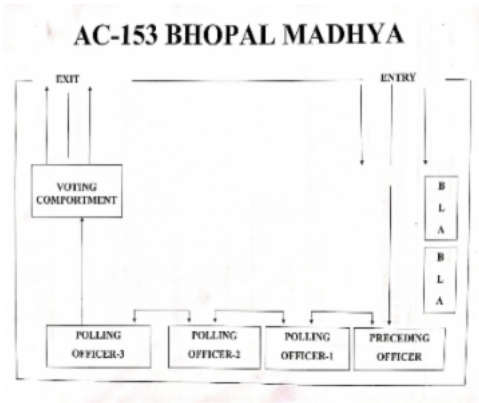 AC-153 BHOPAL MADHYA
EXIT
ENTRY
VOTING
COMPORTMENT
B
L
A
B
L
A
POLLING
OFFICER-3
POLLING
OFFICER-2
POLLING
OFFICER-1
PRECEDING
OFFICER